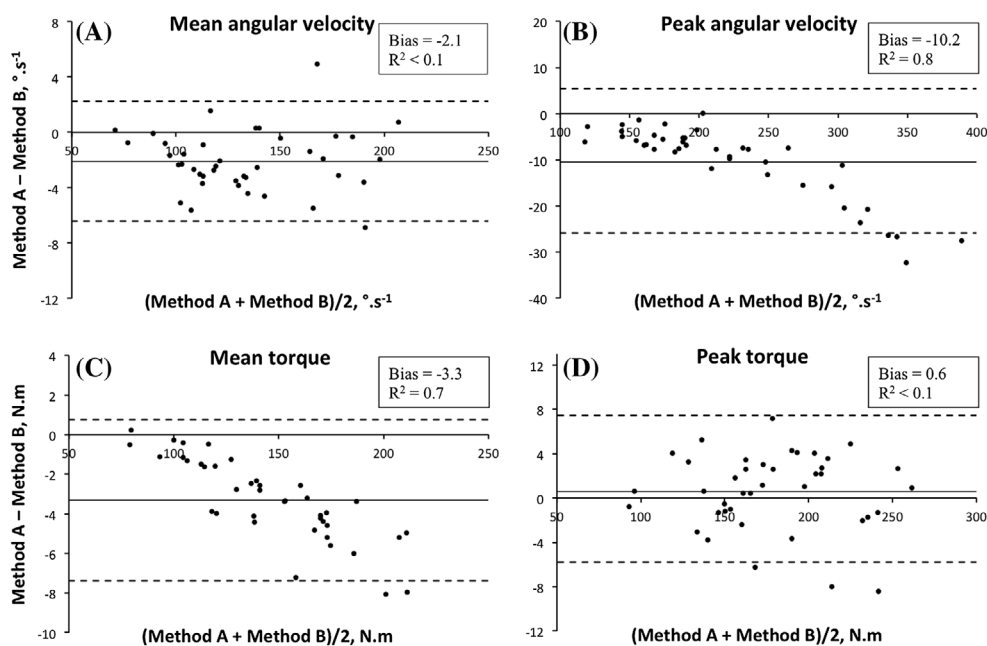 (A) Mean angular velocity
Bias = -2.1
R² < 0.1
Method A – Method B, °.s⁻¹
8
4
0
-4
-8
-12
50 100 150 200 250
(Method A + Method B)/2, °.s⁻¹
(B) Peak angular velocity
Bias = -10.2
R² = 0.8
20
10
0
-10
-20
-30
-40
100 150 200 250 300 350 400
(Method A + Method B)/2, °.s⁻¹
(C) Mean torque
Bias = -3.3
R² = 0.7
Method A – Method B, N.m
4
2
0
-2
-4
-6
-8
-10
50 100 150 200 250
(Method A + Method B)/2, N.m
(D) Peak torque
Bias = 0.6
R² < 0.1
12
8
4
0
-4
-8
-12
50 100 150 200 250 300
(Method A + Method B)/2, N.m